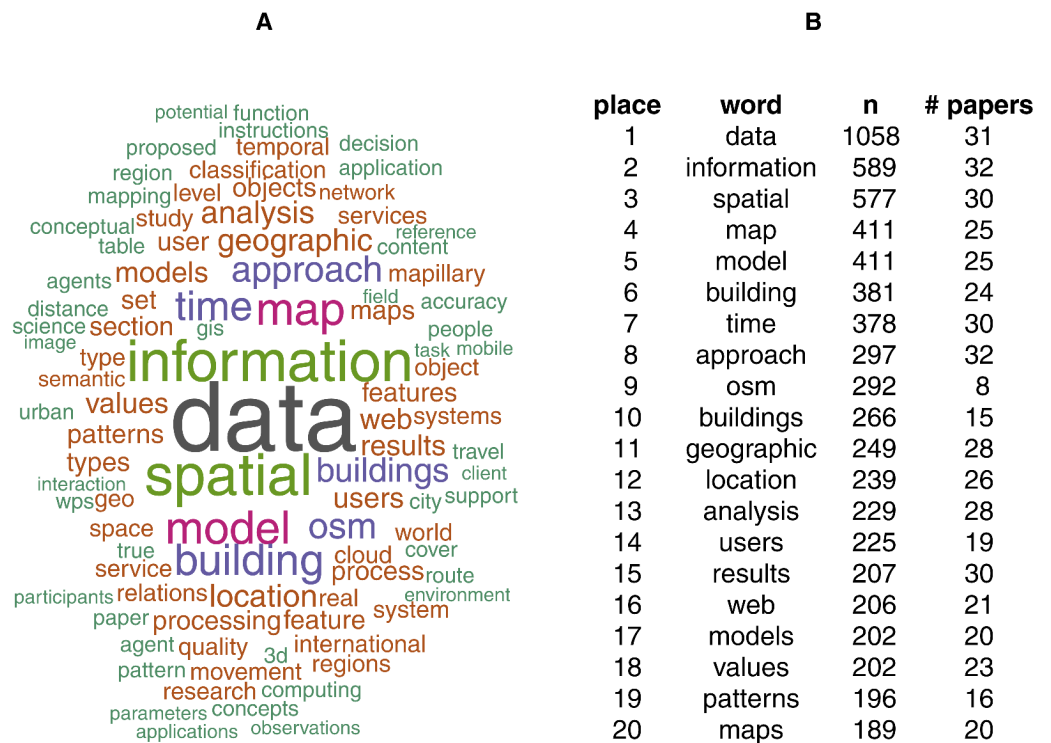 A
B
potential function
instructions
proposed temporal decision
region classification application
mapping level objects network
conceptual study analysis services
table user geographic content reference
agents models approach mapillary
distance set time map field maps accuracy
science section gis people
image type information task mobile
semantic object
urban values data features
patterns web systems
types results travel
interaction spatial buildings client
wps geo users city support
space model osm world
true building cloud cover
service process route
participants relations location real environment
paper processing feature system
agent quality 3d international
pattern movement regions
research computing
parameters concepts
applications observations
place word n # papers
1 data 1058 31
2 information 589 32
3 spatial 577 30
4 map 411 25
5 model 411 25
6 building 381 24
7 time 378 30
8 approach 297 32
9 osm 292 8
10 buildings 266 15
11 geographic 249 28
12 location 239 26
13 analysis 229 28
14 users 225 19
15 results 207 30
16 web 206 21
17 models 202 20
18 values 202 23
19 patterns 196 16
20 maps 189 20